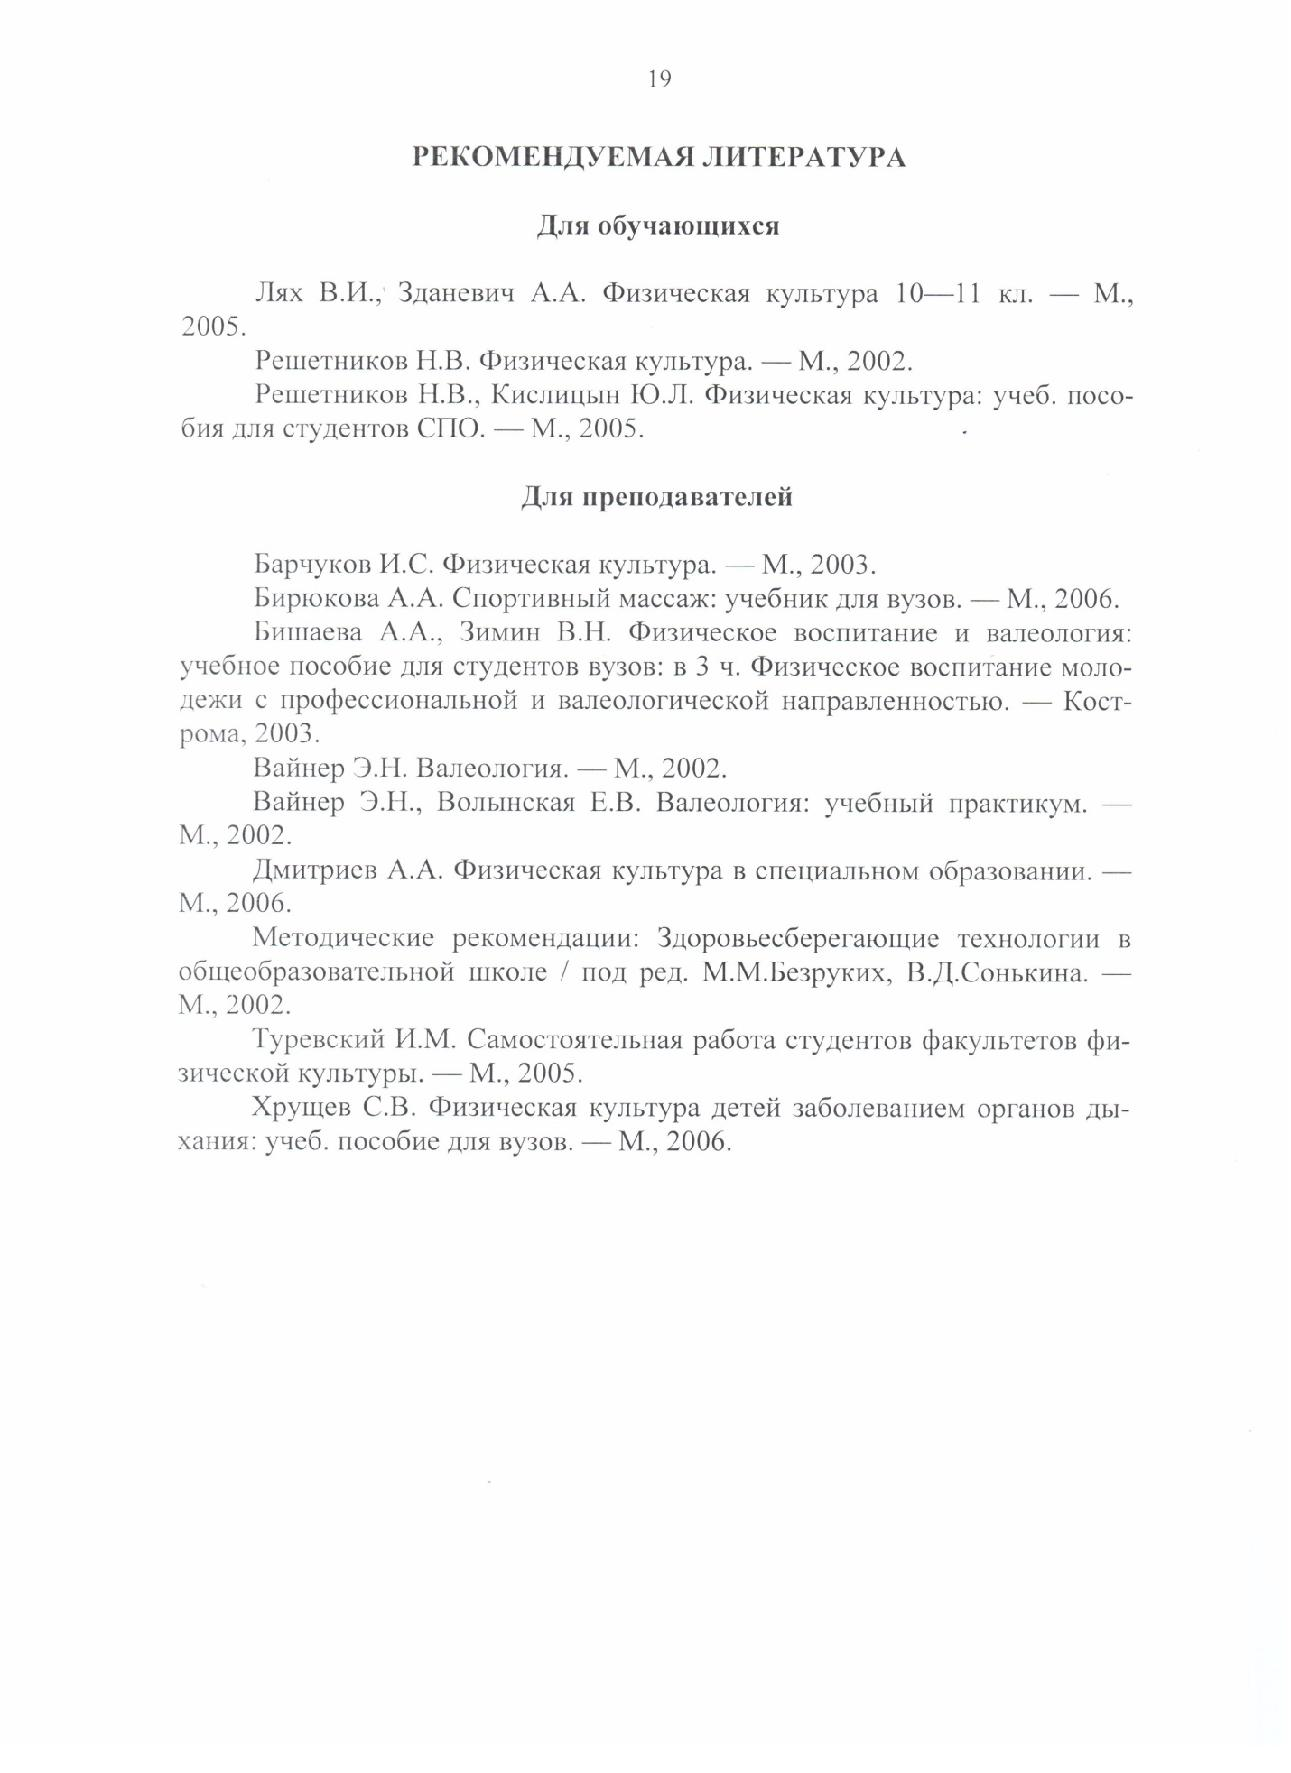 19
РЕКОМЕНДУЕМАЯ ЛИТЕРАТУРА
Для обучающихся
Лях В.И., Зданевич А.А. Физическая культура 10—11 кл. — М.,
2005.
Решетников Н.В. Физическая культура. — М., 2002.
Решетников Н.В., Кислицын Ю.Л. Физическая культура: учеб. посо-
бия для студентов СПО. — М., 2005.
Для преподавателей
Барчуков И.С. Физическая культура. — М., 2003.
Бирюкова А.А. Спортивный массаж: учебник для вузов. — М., 2006.
Бишаева А.А., Зимин В.Н. Физическое воспитание и валеология:
учебное пособие для студентов вузов: в 3 ч. Физическое воспитание моло-
дежи с профессиональной и валеологической направленностью. — Кост-
рома, 2003.
Вайнер Э.Н. Валеология. — М., 2002.
Вайнер Э.Н., Волынская Е.В. Валеология: учебный практикум. —
М., 2002.
Дмитриев А.А. Физическая культура в специальном образовании. —
М., 2006.
Методические рекомендации: Здоровьесберегающие технологии в
общеобразовательной школе / под ред. М.М.Безруких, В.Д.Сонькина. —
М., 2002.
Туревский И.М. Самостоятельная работа студентов факультетов фи-
зической культуры. — М., 2005.
Хрущев С.В. Физическая культура детей заболеванием органов ды-
хания: учеб. пособие для вузов. — М., 2006.